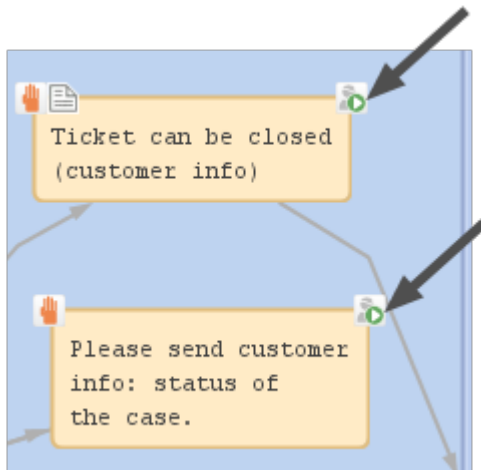 Ticket can be closed
(customer info)
Please send customer
info: status of
the case.